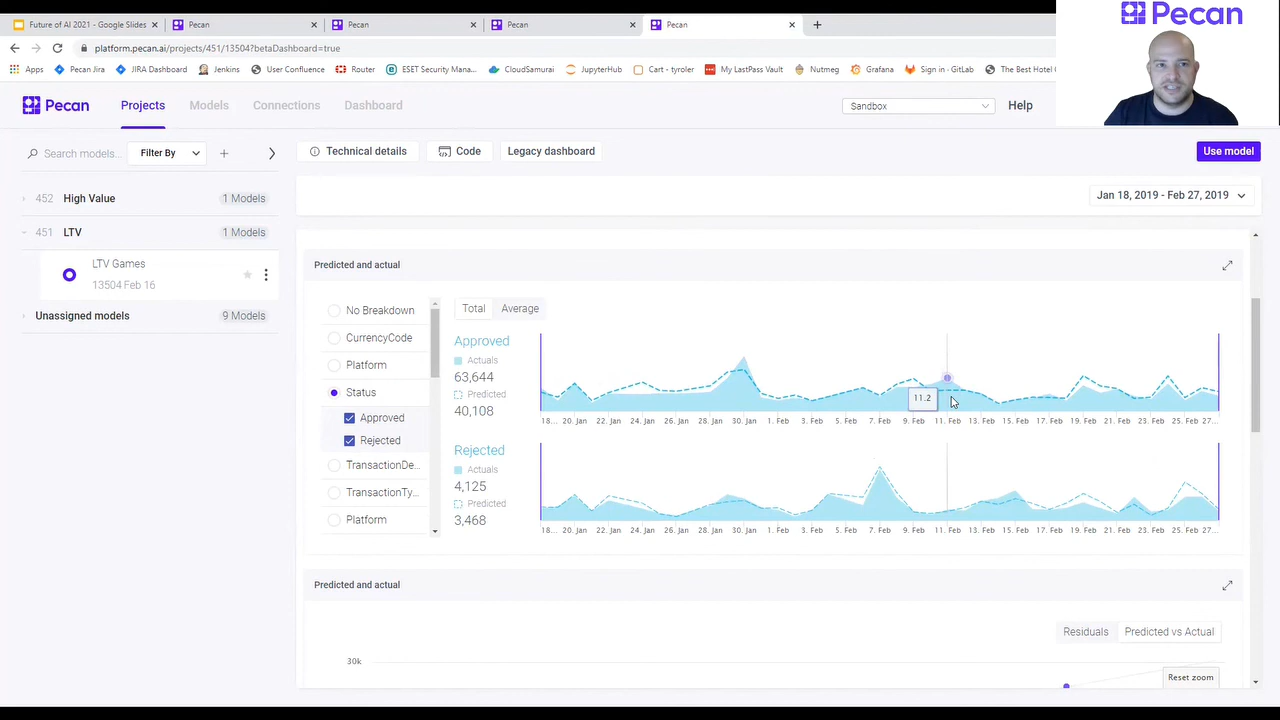 Future of AI 2021 - Google Slides
Pecan
Pecan
Pecan
Pecan
Pecan
platform.pecan.ai/projects/451/13504?betaDashboard=true
Apps
Pecan Jira
JIRA Dashboard
Jenkins
User Confluence
Router
ESET Security Mana...
CloudSamurai
JupyterHub
Cart - tyroler
My LastPass Vault
Nutmeg
Grafana
Sign in · GitLab
The Best Hotel
Pecan
Projects
Models
Connections
Dashboard
Sandbox
Help
Search models...
Filter By
Technical details
Code
Legacy dashboard
Use model
452 High Value 1 Models
451 LTV 1 Models
LTV Games
13504 Feb 16
Unassigned models 9 Models
Jan 18, 2019 - Feb 27, 2019
Predicted and actual
No Breakdown
CurrencyCode
Platform
Status
Approved
Rejected
TransactionDe...
TransactionTy...
Platform
Total Average
Approved
Actuals
63,644
Predicted
40,108
11.2
18... 20. Jan 22. Jan 24. Jan 26. Jan 28. Jan 30. Jan 1. Feb 3. Feb 5. Feb 7. Feb 9. Feb 11. Feb 13. Feb 15. Feb 17. Feb 19. Feb 21. Feb 23. Feb 25. Feb 27...
Rejected
Actuals
4,125
Predicted
3,468
18... 20. Jan 22. Jan 24. Jan 26. Jan 28. Jan 30. Jan 1. Feb 3. Feb 5. Feb 7. Feb 9. Feb 11. Feb 13. Feb 15. Feb 17. Feb 19. Feb 21. Feb 23. Feb 25. Feb 27...
Predicted and actual
Residuals Predicted vs Actual
30k
Reset zoom